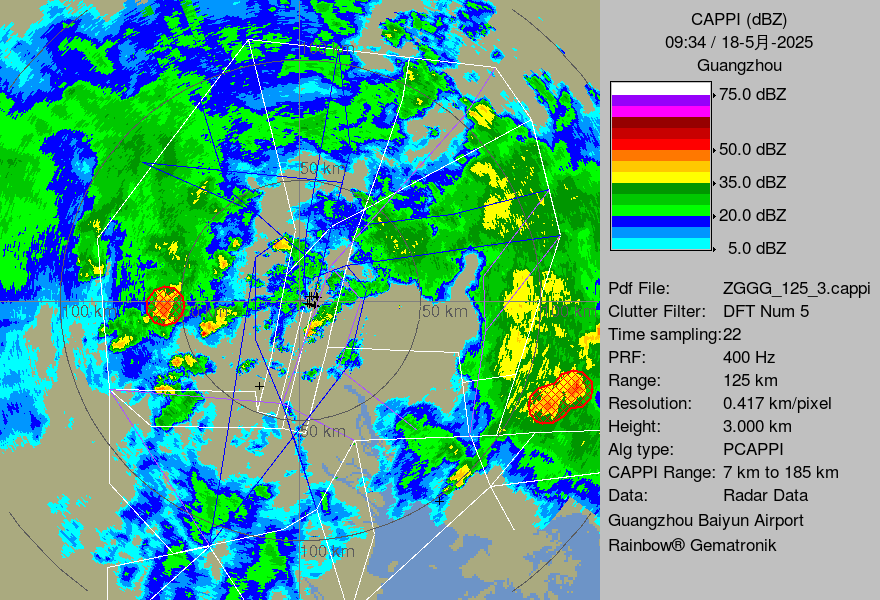 CAPPI (dBZ)
09:34 / 18-5月-2025
Guangzhou
75.0 dBZ
50.0 dBZ
35.0 dBZ
20.0 dBZ
5.0 dBZ
Pdf File: ZGGG_125_3.cappi
Clutter Filter: DFT Num 5
Time sampling:22
PRF: 400 Hz
Range: 125 km
Resolution: 0.417 km/pixel
Height: 3.000 km
Alg type: PCAPPI
CAPPI Range: 7 km to 185 km
Data: Radar Data
Guangzhou Baiyun Airport
Rainbow® Gematronik
50 km
100 km
50 km
50 km
100 km